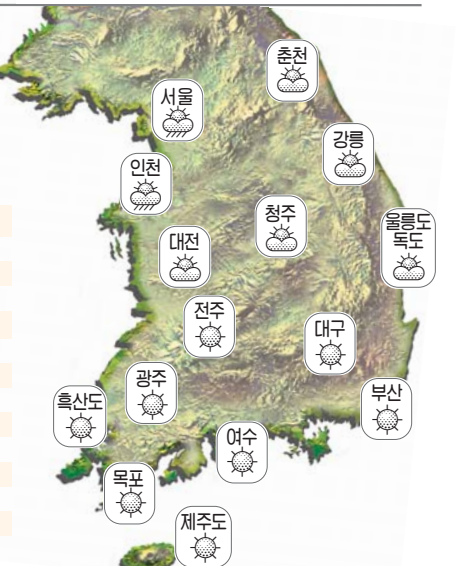 춘천
서울
강릉
인천
청주
울릉도
독도
대전
전주
대구
광주
부산
흑산도
여수
목포
제주도